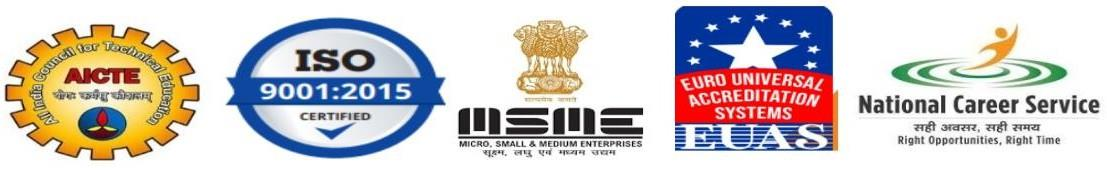 All India Council for Technical Education
AICTE
योगः कर्मसु कौशलम्
ISO
9001:2015
CERTIFIED
सत्यमेव जयते
MSME
MICRO, SMALL & MEDIUM ENTERPRISES
सूक्ष्म, लघु एवं मध्यम उद्यम
EURO UNIVERSAL
ACCREDITATION
SYSTEMS
EUAS
National Career Service
सही अवसर, सही समय
Right Opportunities, Right Time